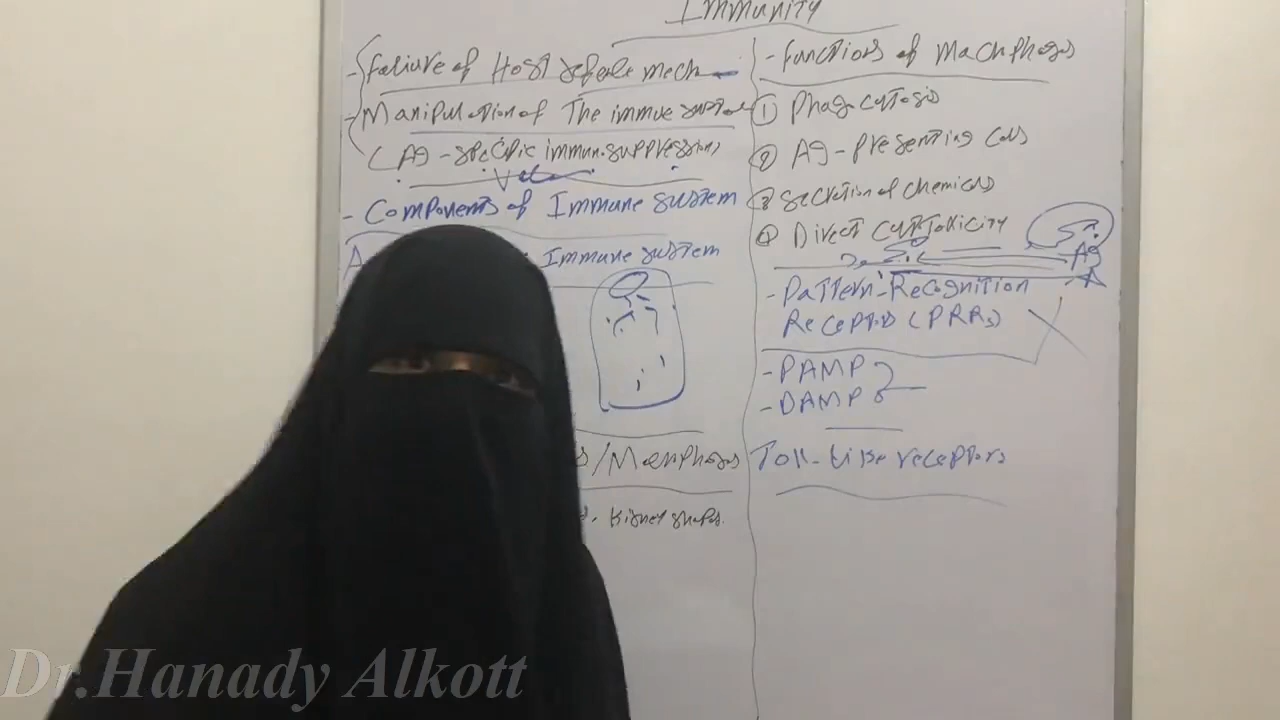 Immunity
- Failure of Host defense mech
- Manipulation of The immune system
( Ag - specific immunosuppression)
- Components of Immune system
Immune system
/Macrophages
. Kidney shape.
- Functions of Macrophages
① Phagocytosis
② Ag - Presenting cells
③ Secretion of chemicals
④ Direct cytotoxicity
Ag
- Pattern - Recognition
Receptors (PRRs)
- PAMP
- DAMP
Toll - like receptors
Dr.Hanady Alkott